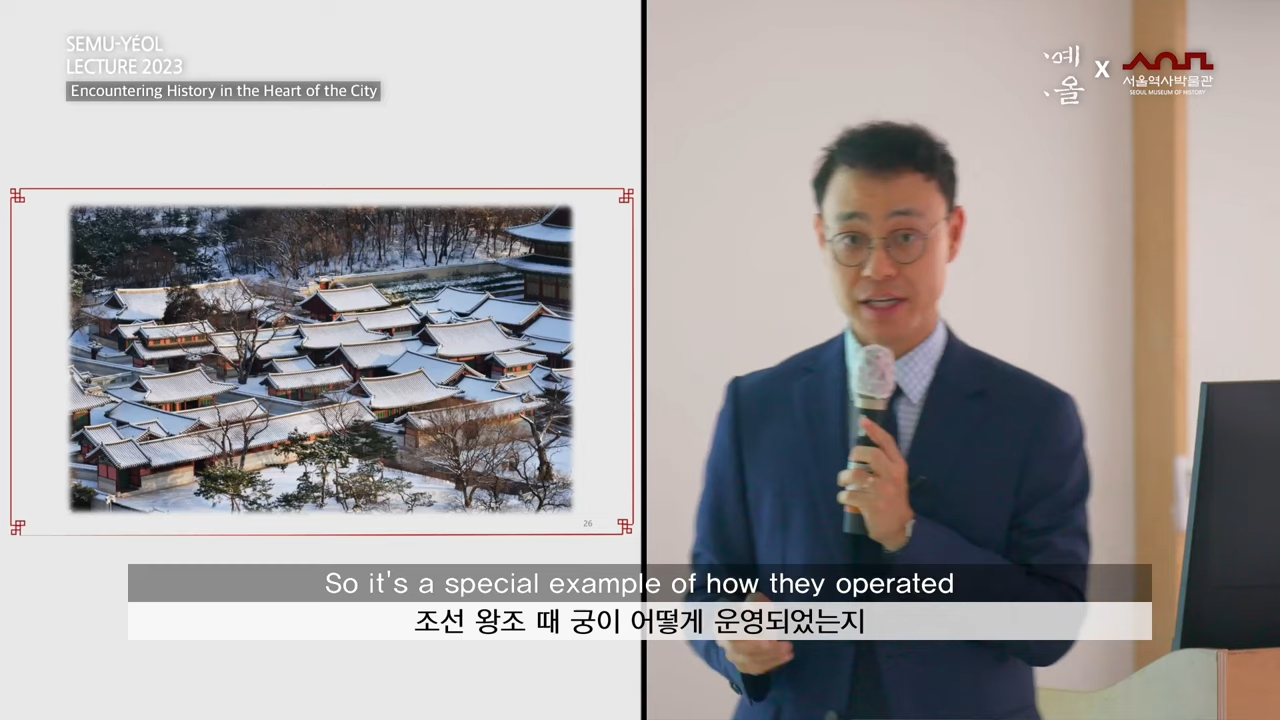 SEMU-YÉOL
LECTURE 2023
Encountering History in the Heart of the City
예
올
X
서울역사박물관
SEOUL MUSEUM OF HISTORY
26
So it's a special example of how they operated
조선 왕조 때 궁이 어떻게 운영되었는지